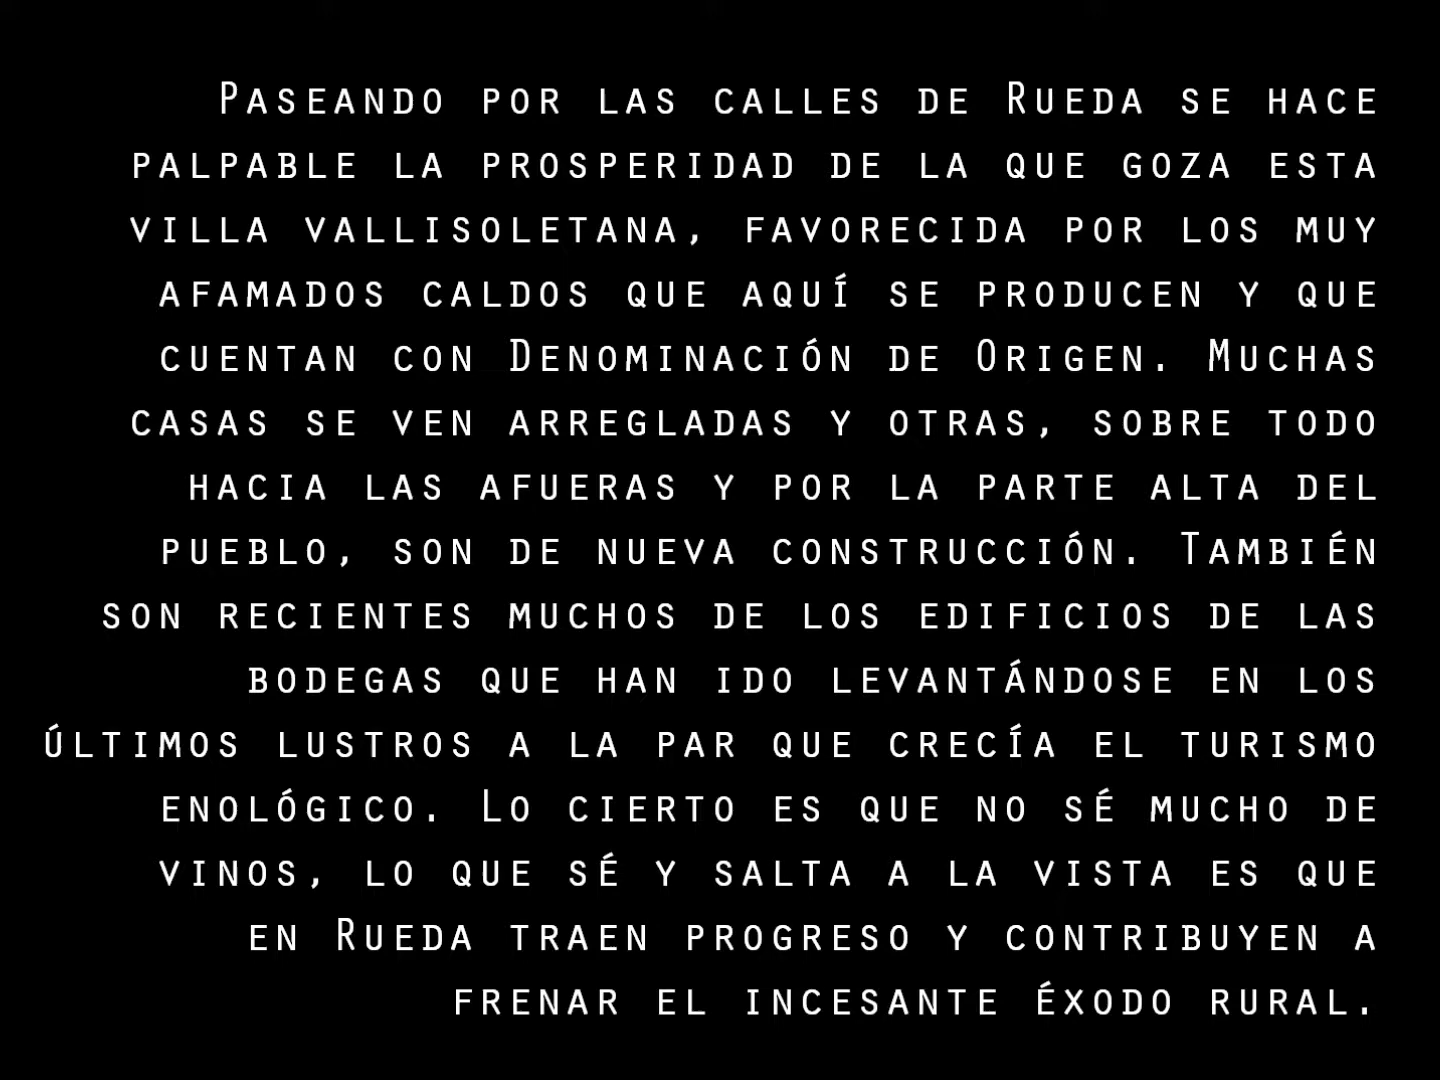 Paseando por las calles de Rueda se hace
palpable la prosperidad de la que goza esta
villa vallisoletana, favorecida por los muy
afamados caldos que aquí se producen y que
cuentan con Denominación de Origen. Muchas
casas se ven arregladas y otras, sobre todo
hacia las afueras y por la parte alta del
pueblo, son de nueva construcción. También
son recientes muchos de los edificios de las
bodegas que han ido levantándose en los
últimos lustros a la par que crecía el turismo
enológico. Lo cierto es que no sé mucho de
vinos, lo que sé y salta a la vista es que
en Rueda traen progreso y contribuyen a
frenar el incesante éxodo rural.